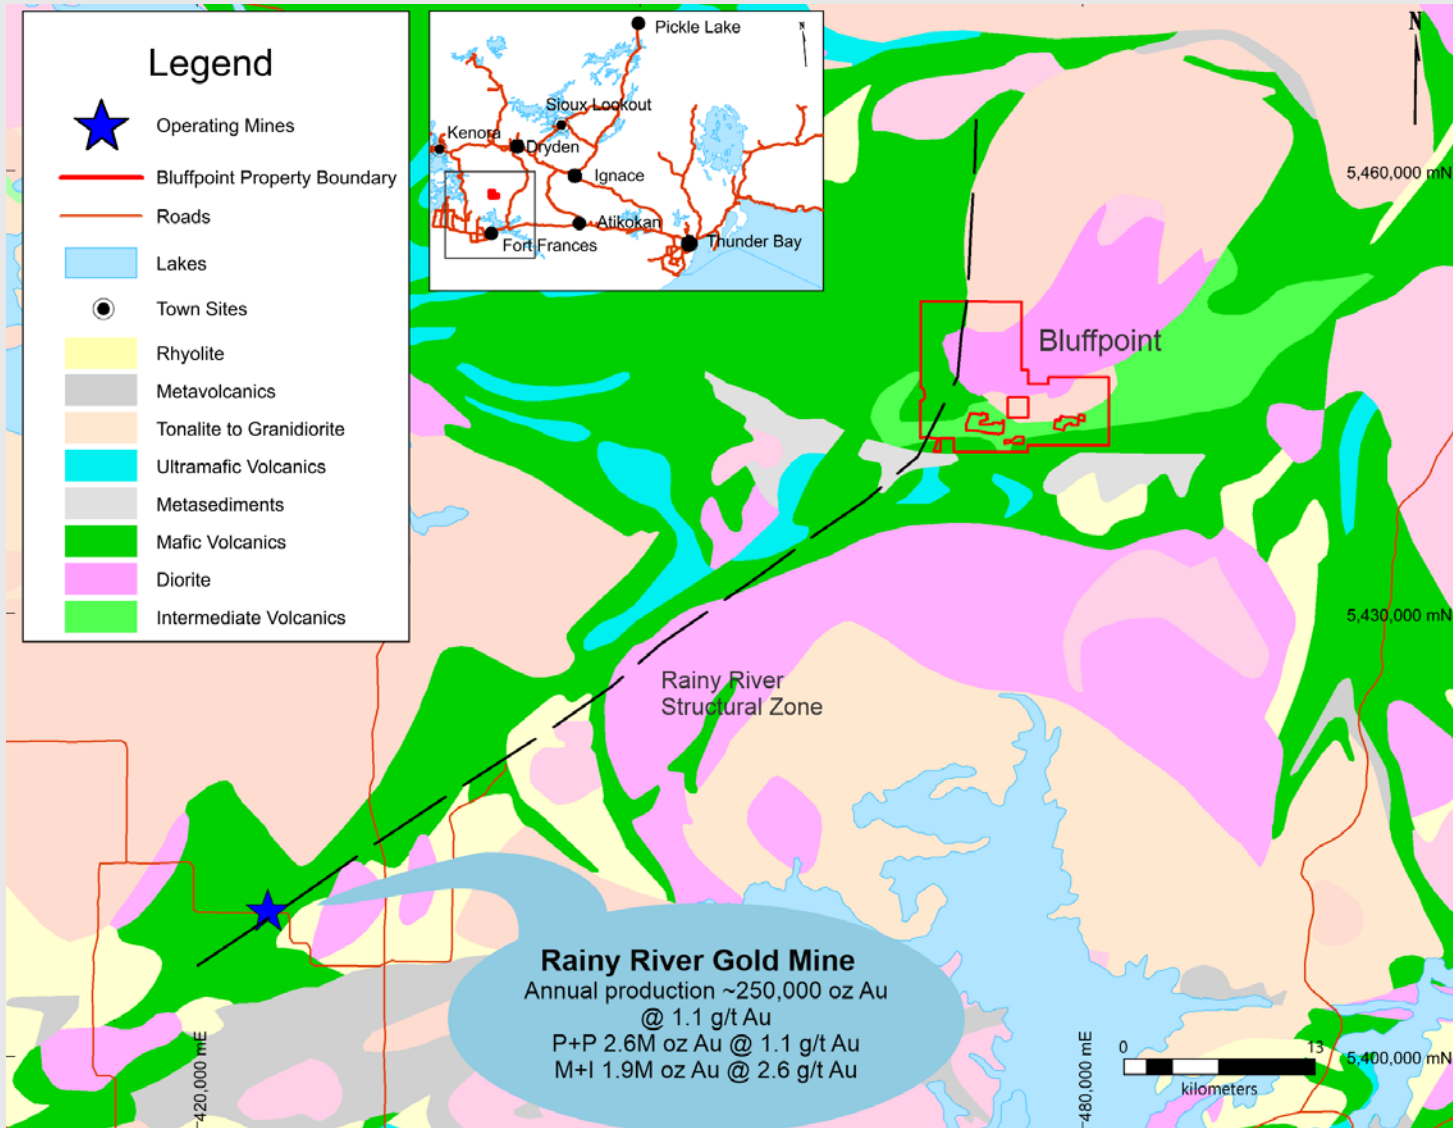 Legend
Operating Mines
Bluffpoint Property Boundary
Roads
Lakes
Town Sites
Rhyolite
Metavolcanics
Tonalite to Granidiorite
Ultramafic Volcanics
Metasediments
Mafic Volcanics
Diorite
Intermediate Volcanics
Pickle Lake
N
Sioux Lookout
Kenora
Dryden
Ignace
Atikokan
Fort Frances
Thunder Bay
N
5,460,000 mN
Bluffpoint
5,430,000 mN
Rainy River
Structural Zone
Rainy River Gold Mine
Annual production ~250,000 oz Au
@ 1.1 g/t Au
P+P 2.6M oz Au @ 1.1 g/t Au
M+I 1.9M oz Au @ 2.6 g/t Au
420,000 mE
480,000 mE
0 13
kilometers
5,400,000 mN